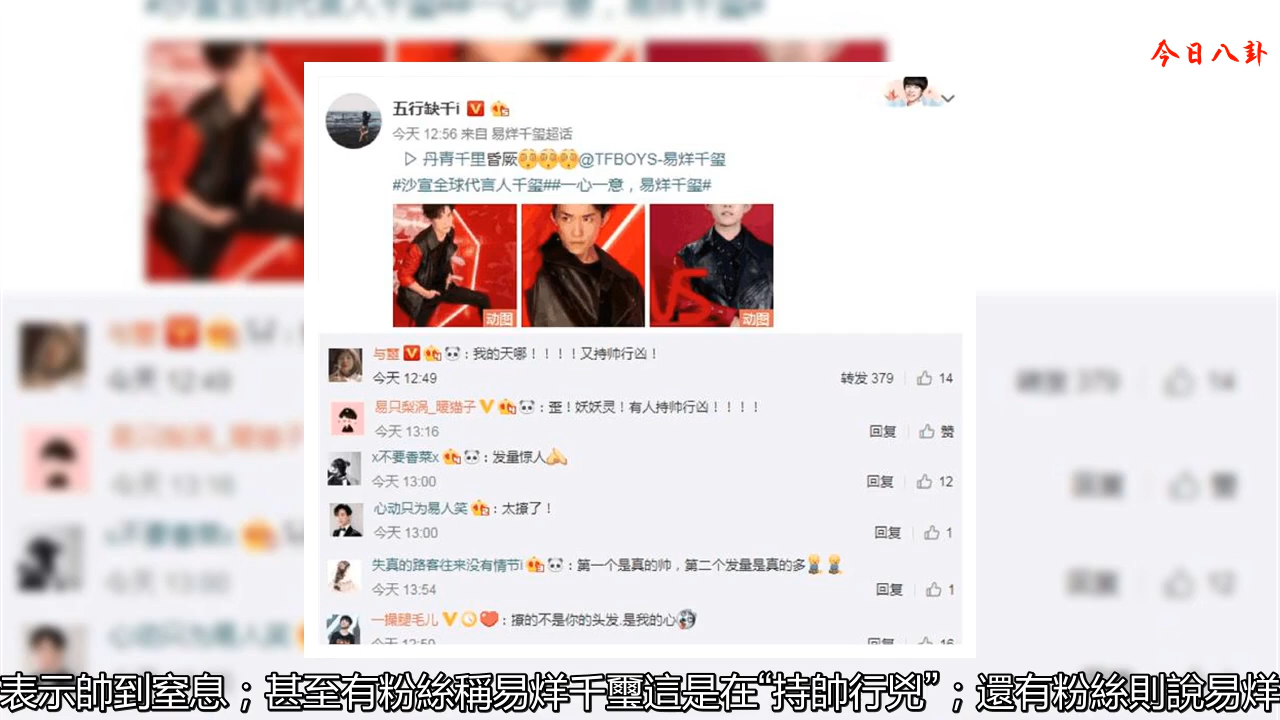 今日八卦
五行缺千i
今天 12:56 来自 易烊千玺超话
▷ 丹青千里昏厥@TFBOYS-易烊千玺
#沙宣全球代言人千玺##一心一意，易烊千玺#
动图
动图
与曌：我的天哪！！！！又持帅行凶！
今天 12:49 转发 379 14
易只梨涡_暖猫子：歪！妖妖灵！有人持帅行凶！！！！
今天 13:16 回复 赞
x不要香菜x：发量惊人
今天 13:00 回复 12
心动只为易人笑：太撩了！
今天 13:00 回复 1
失真的路客往来没有情节i：第一个是真的帅，第二个发量是真的多
今天 13:54 回复 1
一撮腿毛儿：撩的不是你的头发.是我的心
今天 12:50 回复 16
表示帥到窒息；甚至有粉絲稱易烊千璽這是在“持帥行兇”；還有粉絲則說易烊